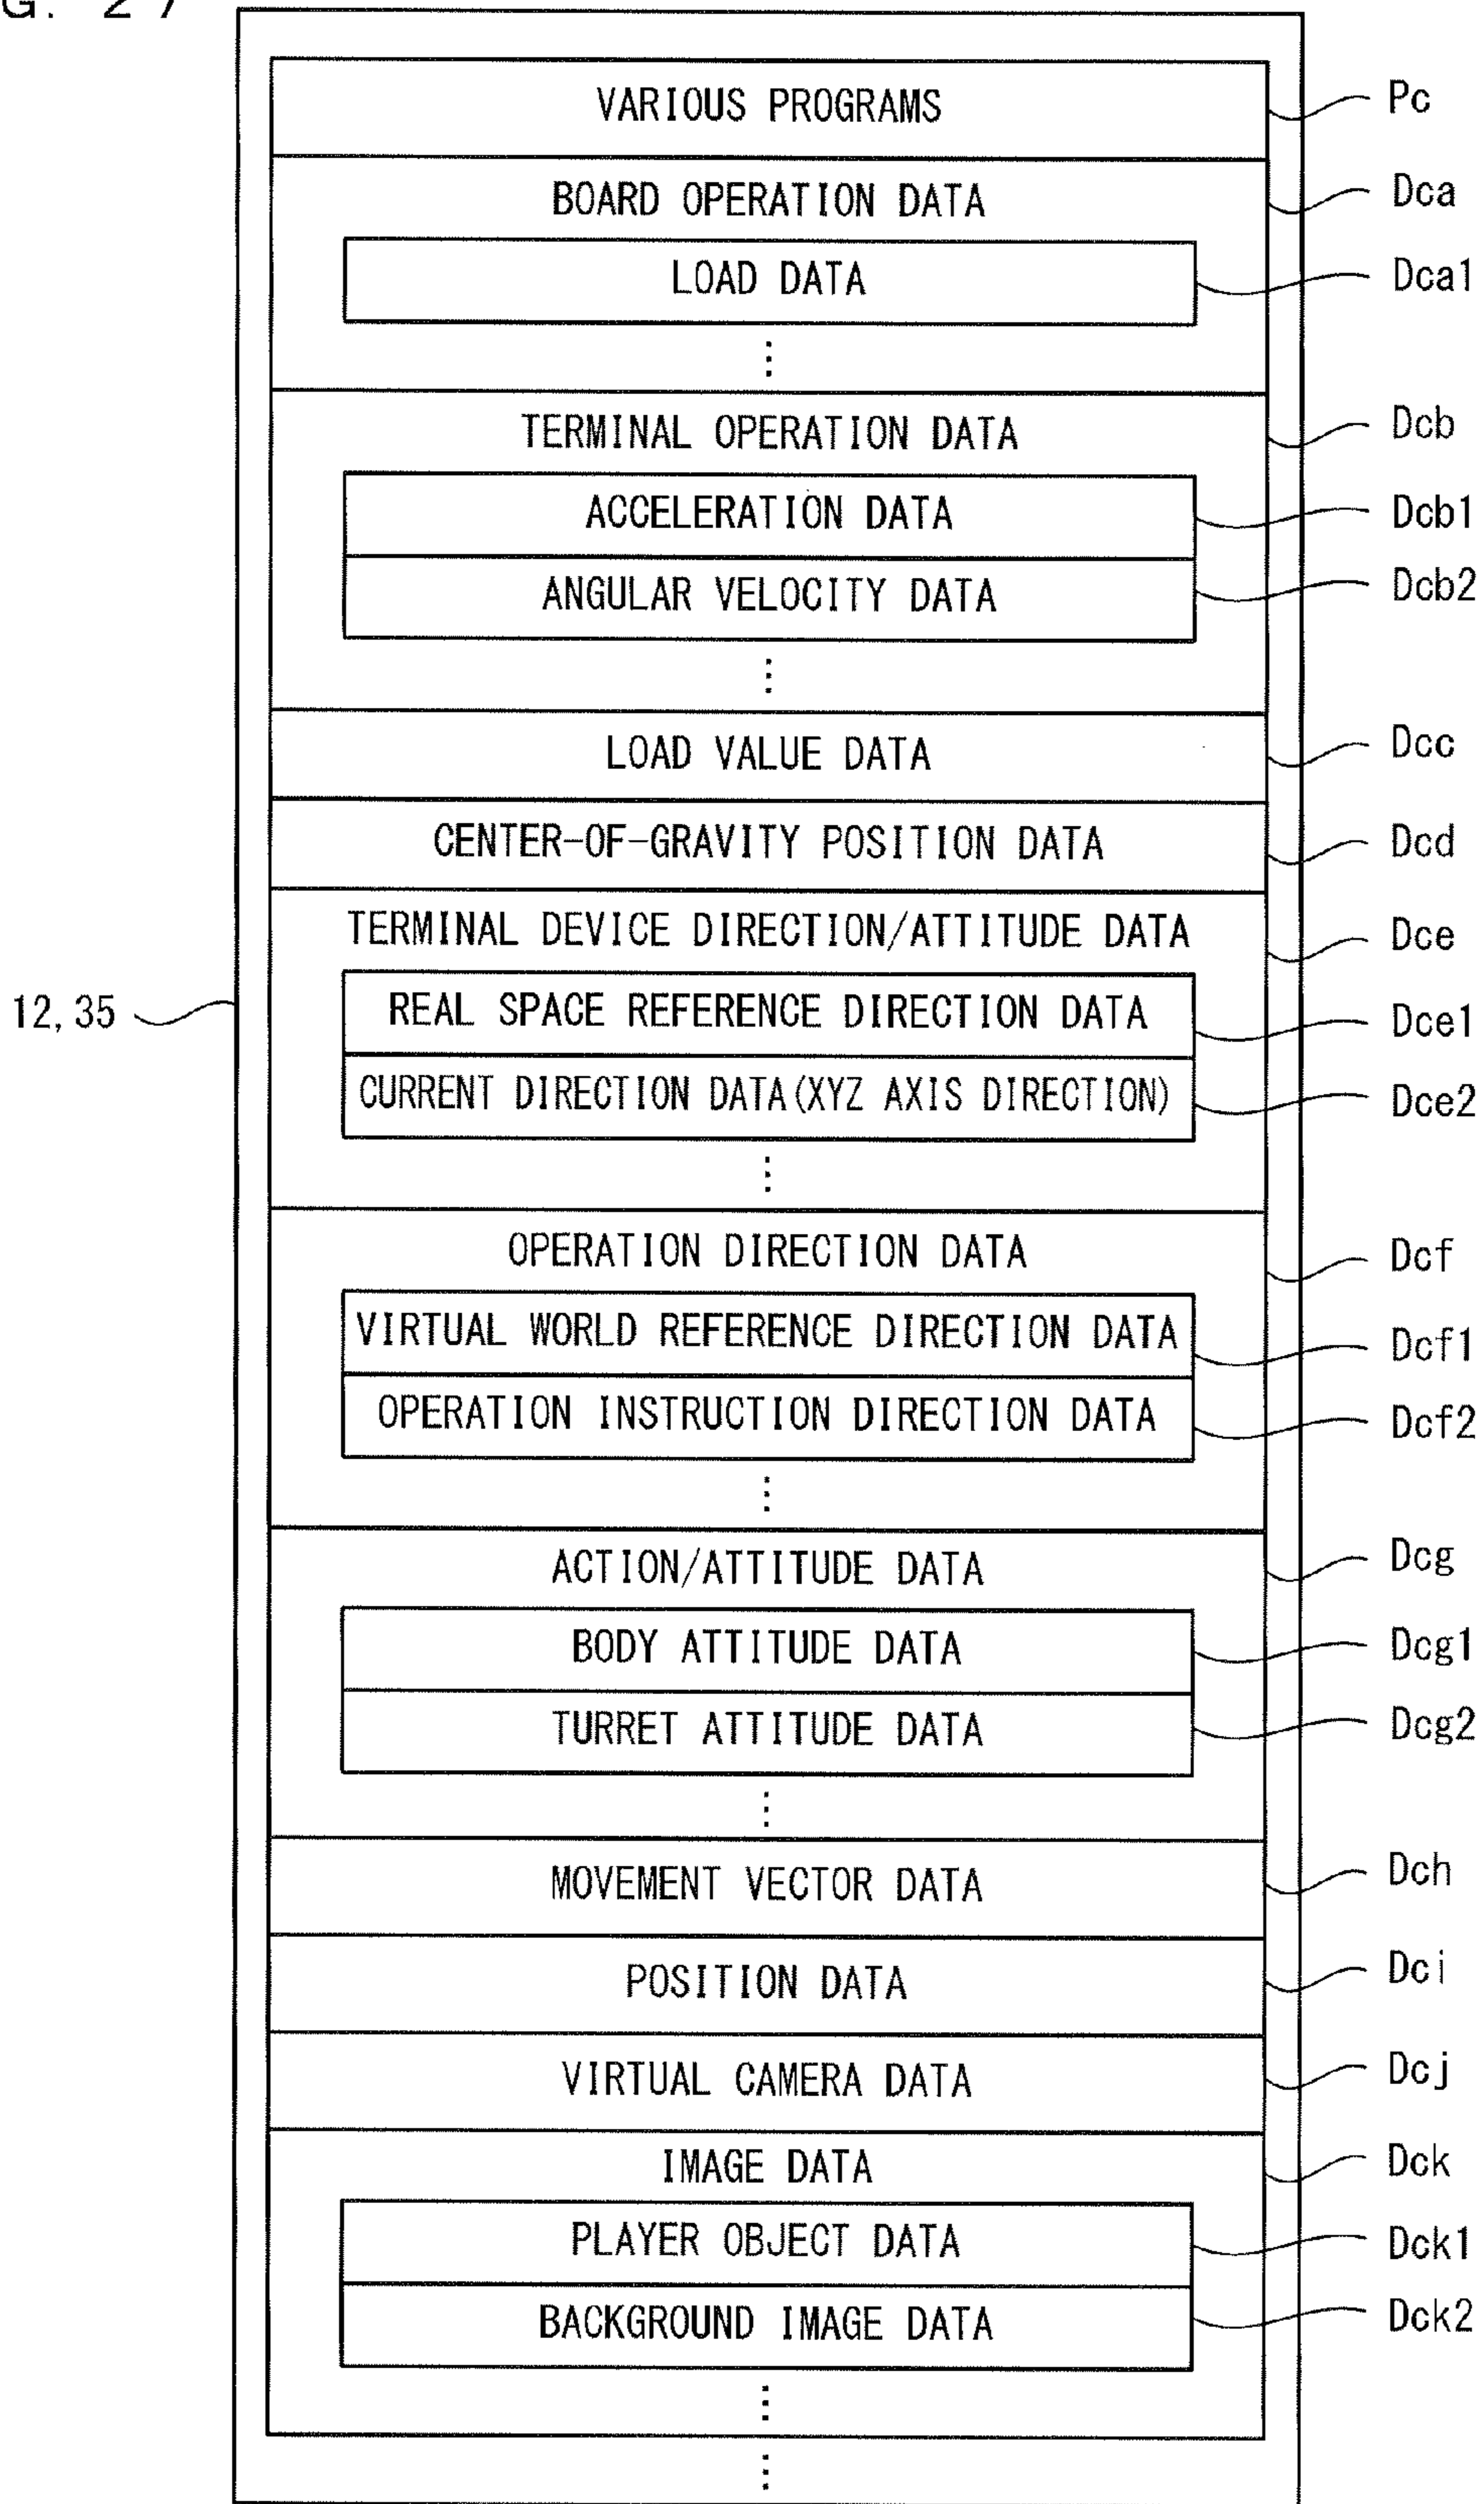 G. 27
VARIOUS PROGRAMS Pc
BOARD OPERATION DATA Dca
LOAD DATA Dca1
TERMINAL OPERATION DATA Dcb
ACCELERATION DATA Dcb1
ANGULAR VELOCITY DATA Dcb2
LOAD VALUE DATA Dcc
CENTER-OF-GRAVITY POSITION DATA Dcd
TERMINAL DEVICE DIRECTION/ATTITUDE DATA Dce
12, 35 REAL SPACE REFERENCE DIRECTION DATA Dce1
CURRENT DIRECTION DATA(XYZ AXIS DIRECTION) Dce2
OPERATION DIRECTION DATA Dcf
VIRTUAL WORLD REFERENCE DIRECTION DATA Dcf1
OPERATION INSTRUCTION DIRECTION DATA Dcf2
ACTION/ATTITUDE DATA Dcg
BODY ATTITUDE DATA Dcg1
TURRET ATTITUDE DATA Dcg2
MOVEMENT VECTOR DATA Dch
POSITION DATA Dci
VIRTUAL CAMERA DATA Dcj
IMAGE DATA Dck
PLAYER OBJECT DATA Dck1
BACKGROUND IMAGE DATA Dck2